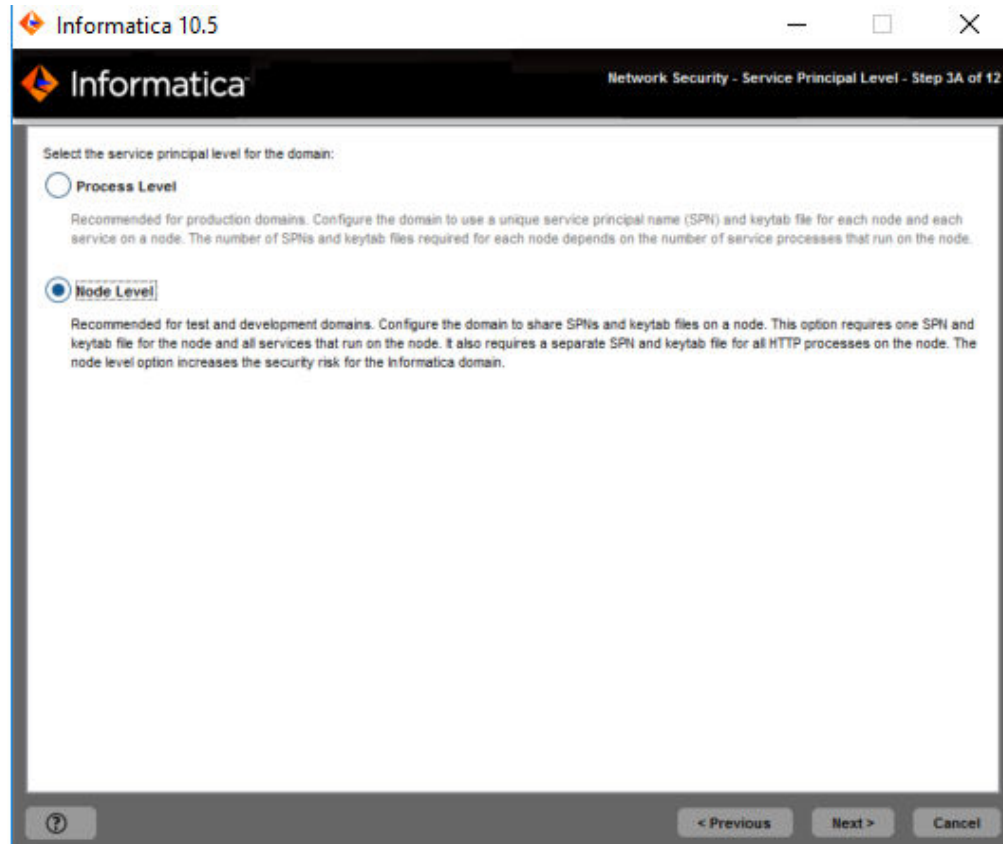 Informatica 10.5
Informatica
Network Security - Service Principal Level - Step 3A of 12
Select the service principal level for the domain:
Process Level
Recommended for production domains. Configure the domain to use a unique service principal name (SPN) and keytab file for each node and each
service on a node. The number of SPNs and keytab files required for each node depends on the number of service processes that run on the node.
Node Level
Recommended for test and development domains. Configure the domain to share SPNs and keytab files on a node. This option requires one SPN and
keytab file for the node and all services that run on the node. It also requires a separate SPN and keytab file for all HTTP processes on the node. The
node level option increases the security risk for the Informatica domain.
?
< Previous
Next >
Cancel